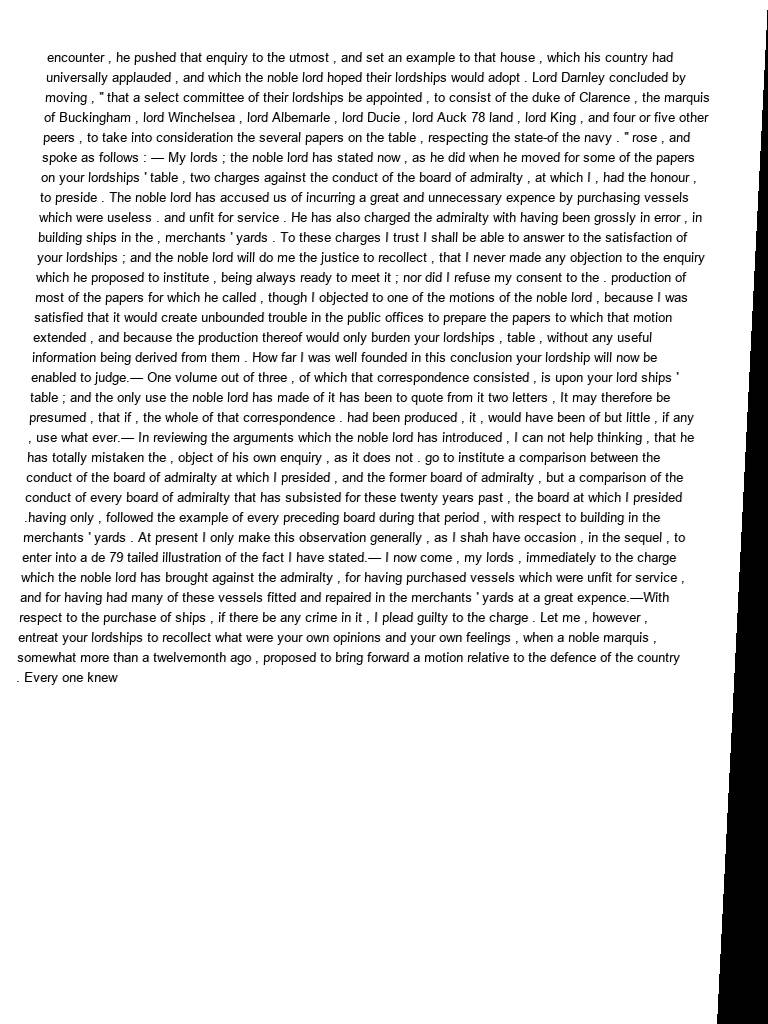 encounter , he pushed that enquiry to the utmost , and set an example to that house , which his country had
universally applauded , and which the noble lord hoped their lordships would adopt . Lord Darnley concluded by
moving , " that a select committee of their lordships be appointed , to consist of the duke of Clarence , the marquis
of Buckingham , lord Winchelsea , lord Albemarle , lord Ducie , lord Auck 78 land , lord King , and four or five other
peers , to take into consideration the several papers on the table , respecting the state-of the navy . " rose , and
spoke as follows : — My lords ; the noble lord has stated now , as he did when he moved for some of the papers
on your lordships ' table , two charges against the conduct of the board of admiralty , at which I , had the honour ,
to preside . The noble lord has accused us of incurring a great and unnecessary expence by purchasing vessels
which were useless . and unfit for service . He has also charged the admiralty with having been grossly in error , in
building ships in the , merchants ' yards . To these charges I trust I shall be able to answer to the satisfaction of
your lordships ; and the noble lord will do me the justice to recollect , that I never made any objection to the enquiry
which he proposed to institute , being always ready to meet it ; nor did I refuse my consent to the . production of
most of the papers for which he called , though I objected to one of the motions of the noble lord , because I was
satisfied that it would create unbounded trouble in the public offices to prepare the papers to which that motion
extended , and because the production thereof would only burden your lordships , table , without any useful
information being derived from them . How far I was well founded in this conclusion your lordship will now be
enabled to judge.— One volume out of three , of which that correspondence consisted , is upon your lord ships '
table ; and the only use the noble lord has made of it has been to quote from it two letters , It may therefore be
presumed , that if , the whole of that correspondence . had been produced , it , would have been of but little , if any
, use what ever.— In reviewing the arguments which the noble lord has introduced , I can not help thinking , that he
has totally mistaken the , object of his own enquiry , as it does not . go to institute a comparison between the
conduct of the board of admiralty at which I presided , and the former board of admiralty , but a comparison of the
conduct of every board of admiralty that has subsisted for these twenty years past , the board at which I presided
.having only , followed the example of every preceding board during that period , with respect to building in the
merchants ' yards . At present I only make this observation generally , as I shah have occasion , in the sequel , to
enter into a de 79 tailed illustration of the fact I have stated.— I now come , my lords , immediately to the charge
which the noble lord has brought against the admiralty , for having purchased vessels which were unfit for service ,
and for having had many of these vessels fitted and repaired in the merchants ' yards at a great expence.—With
respect to the purchase of ships , if there be any crime in it , I plead guilty to the charge . Let me , however ,
entreat your lordships to recollect what were your own opinions and your own feelings , when a noble marquis ,
somewhat more than a twelvemonth ago , proposed to bring forward a motion relative to the defence of the country
. Every one knew